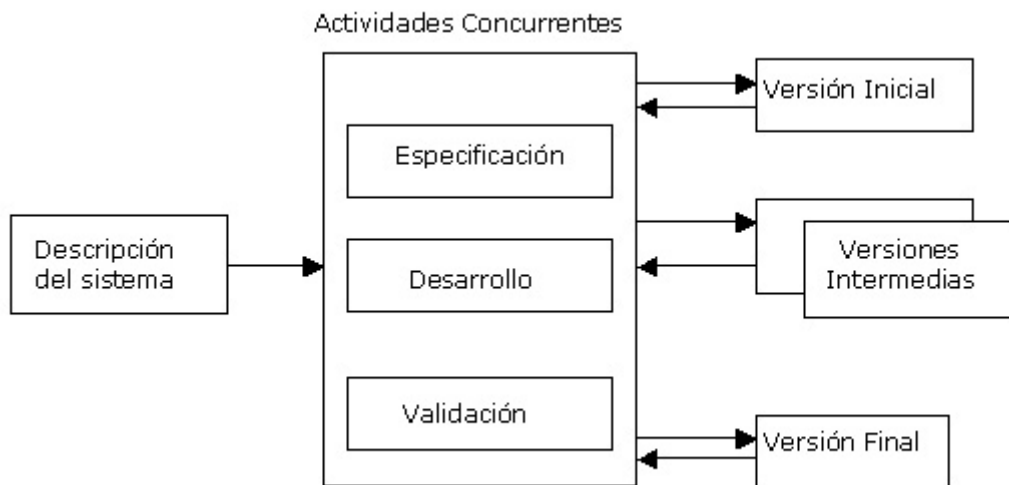 Actividades Concurrentes
Versión Inicial
Especificación
Descripción
del sistema
Desarrollo
Versiones
Intermedias
Validación
Versión Final